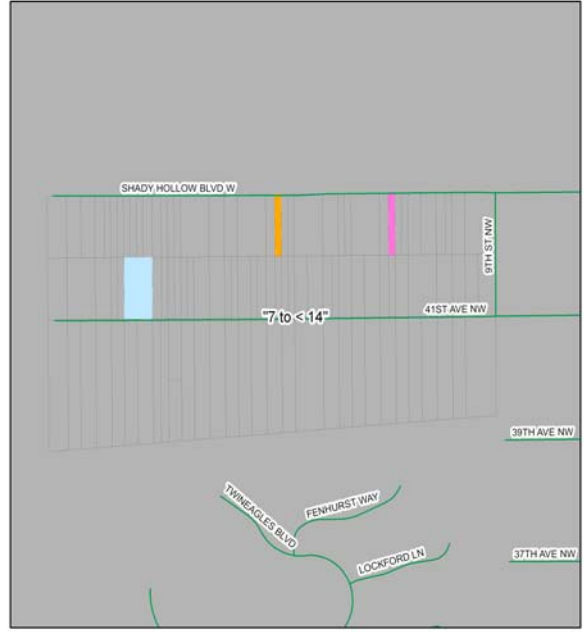 SHADY HOLLOW BLVD W
9TH ST NW
41ST AVE NW
"7 to < 14"
39TH AVE NW
TWINEAGLES BLVD
FENHURST WAY
LOCKFORD LN
37TH AVE NW